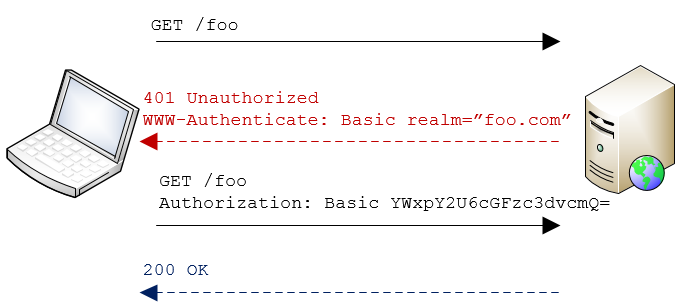 GET /foo
401 Unauthorized
WWW-Authenticate: Basic realm=”foo.com”
GET /foo
Authorization: Basic YWxpY2U6cGFzc3dvcmQ=
200 OK